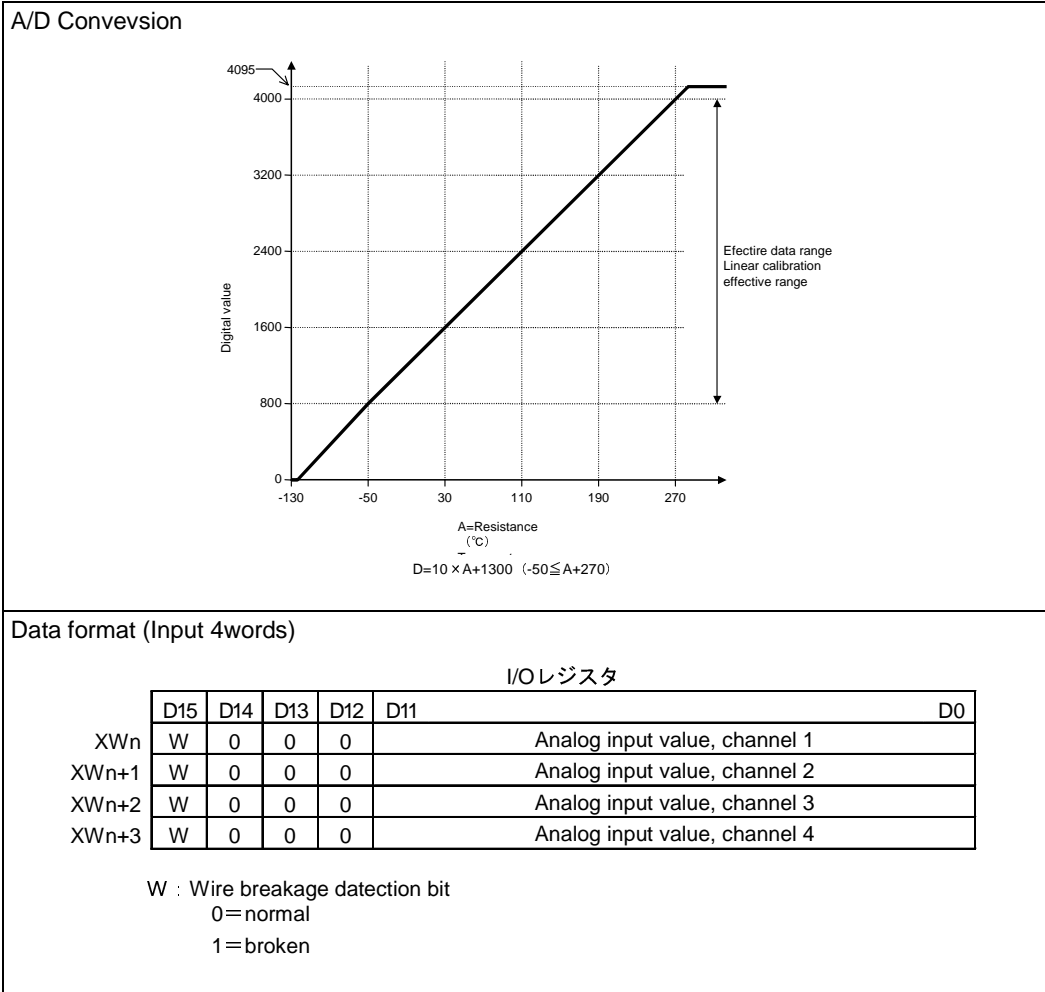 A/D Convevsion
4095
4000
3200
2400
1600
800
0
Digital value
Efectire data range
Linear calibration
effective range
-130 -50 30 110 190 270
A=Resistance
(℃)
D=10×A+1300 (-50≦A+270)
Data format (Input 4words)
I/Oレジスタ
D15 D14 D13 D12 D11 D0
XWn W 0 0 0 Analog input value, channel 1
XWn+1 W 0 0 0 Analog input value, channel 2
XWn+2 W 0 0 0 Analog input value, channel 3
XWn+3 W 0 0 0 Analog input value, channel 4
W : Wire breakage datection bit
0=normal
1=broken